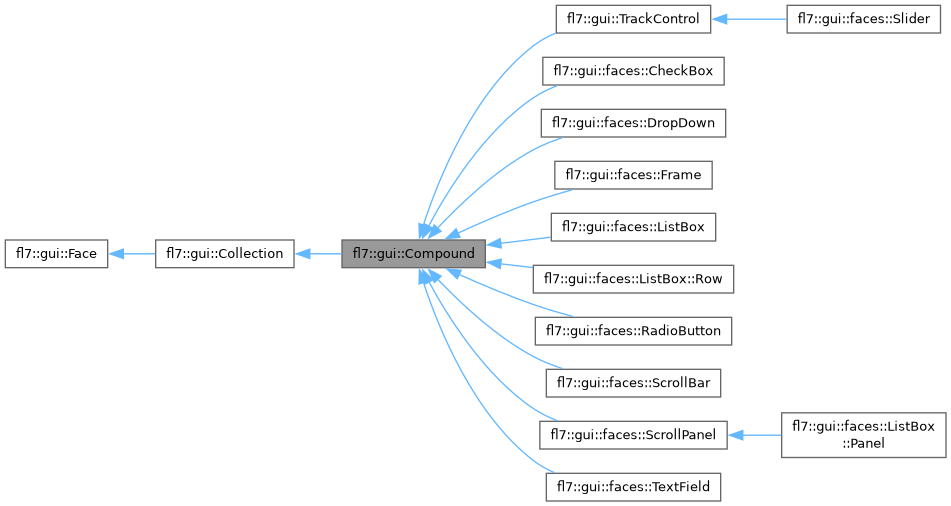 fl7::gui::Face
fl7::gui::Collection
fl7::gui::Compound
fl7::gui::TrackControl
fl7::gui::faces::Slider
fl7::gui::faces::CheckBox
fl7::gui::faces::DropDown
fl7::gui::faces::Frame
fl7::gui::faces::ListBox
fl7::gui::faces::ListBox::Row
fl7::gui::faces::RadioButton
fl7::gui::faces::ScrollBar
fl7::gui::faces::ScrollPanel
fl7::gui::faces::ListBox
::Panel
fl7::gui::faces::TextField